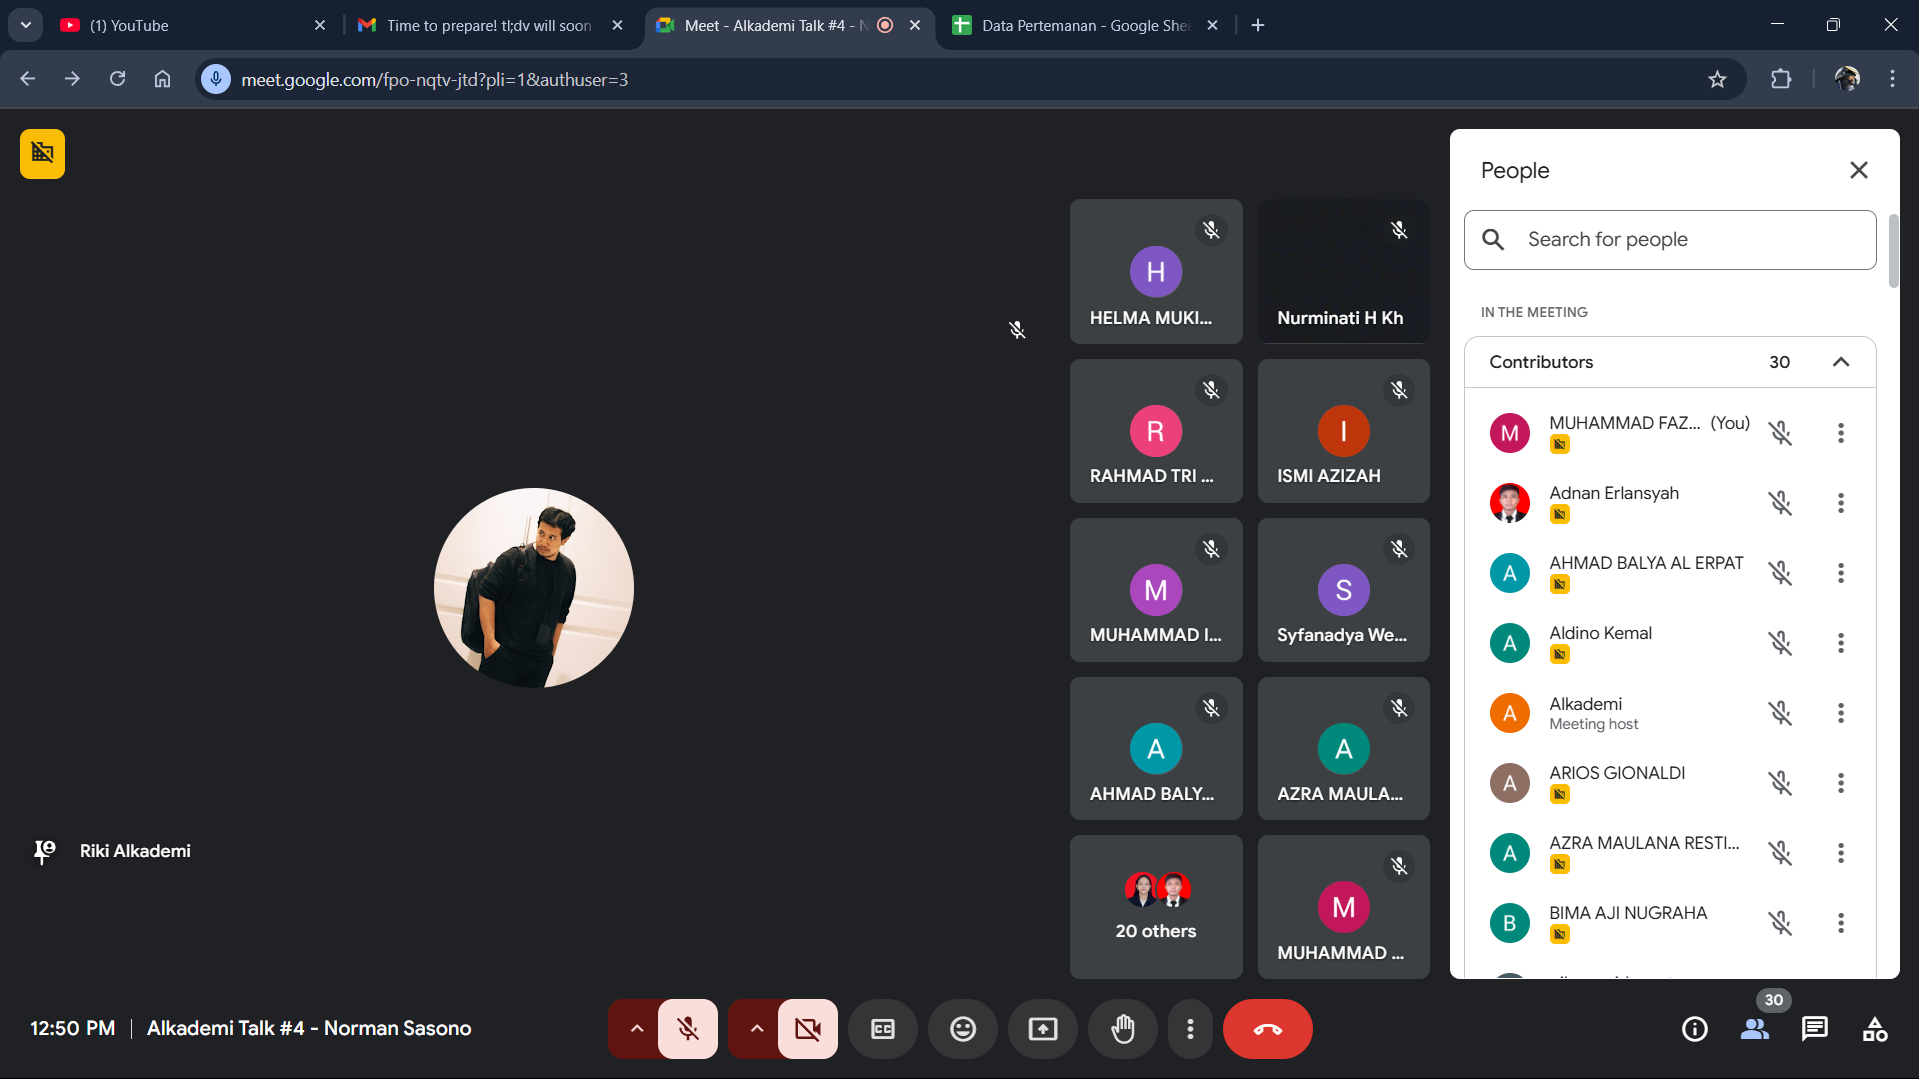 (1) YouTube
Time to prepare! tl;dv will soon
Meet - Alkademi Talk #4 - N
Data Pertemanan - Google Shee
meet.google.com/fpo-nqtv-jtd?pli=1&authuser=3
H
HELMA MUKI...
Nurminati H Kh
R
RAHMAD TRI ...
I
ISMI AZIZAH
M
MUHAMMAD I...
S
Syfanadya We...
A
AHMAD BALY...
A
AZRA MAULA...
20 others
M
MUHAMMAD ...
Riki Alkademi
People
Search for people
IN THE MEETING
Contributors 30
M
MUHAMMAD FAZ... (You)
Adnan Erlansyah
A
AHMAD BALYA AL ERPAT
A
Aldino Kemal
A
Alkademi
Meeting host
A
ARIOS GIONALDI
A
AZRA MAULANA RESTI...
B
BIMA AJI NUGRAHA
12:50 PM | Alkademi Talk #4 - Norman Sasono
CC
30